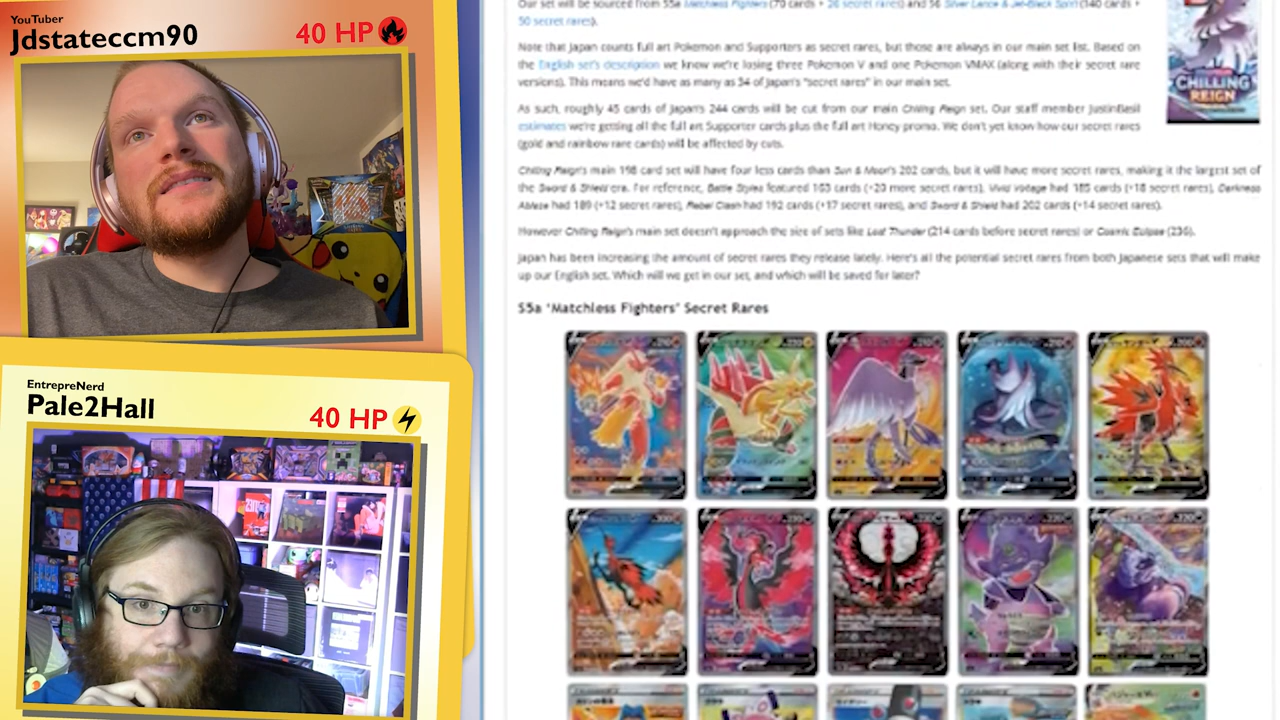 YouTuber
Jdstateccm90
40 HP
EntrepreNerd
Pale2Hall
40 HP
Our set will be sourced from S5a Matchless Fighters (70 cards + 26 secret rares) and S6 Silver Lance & Jet-Black Spirit (140 cards +
50 secret rares).
Note that Japan counts full art Pokemon and Supporters as secret rares, but those are always in our main set list. Based on
the English set's description we know we're losing three Pokemon V and one Pokemon VMAX (along with their secret rare
versions). This means we'd have as many as 54 of Japan's "secret rares" in our main set.
As such, roughly 45 cards of Japan's 244 cards will be cut from our main Chilling Reign set. Our staff member JustinBasil
estimates we're getting all the full art Supporter cards plus the full art Honey promo. We don't yet know how our secret rares
(gold and rainbow rare cards) will be affected by cuts.
Chilling Reign's main 198 card set will have four less cards than Sun & Moon's 202 cards, but it will have more secret rares, making it the largest set of
the Sword & Shield era. For reference, Battle Styles featured 163 cards (+20 more secret rares), Vivid Voltage had 185 cards (+18 secret rares), Darkness
Ablaze had 189 (+12 secret rares), Rebel Clash had 192 cards (+17 secret rares), and Sword & Shield had 202 cards (+14 secret rares).
However Chilling Reign's main set doesn't approach the size of sets like Lost Thunder (214 cards before secret rares) or Cosmic Eclipse (236).
Japan has been increasing the amount of secret rares they release lately. Here's all the potential secret rares from both Japanese sets that will make
up our English set. Which will we get in our set, and which will be saved for later?
S5a 'Matchless Fighters' Secret Rares
CHILLING
REIGN